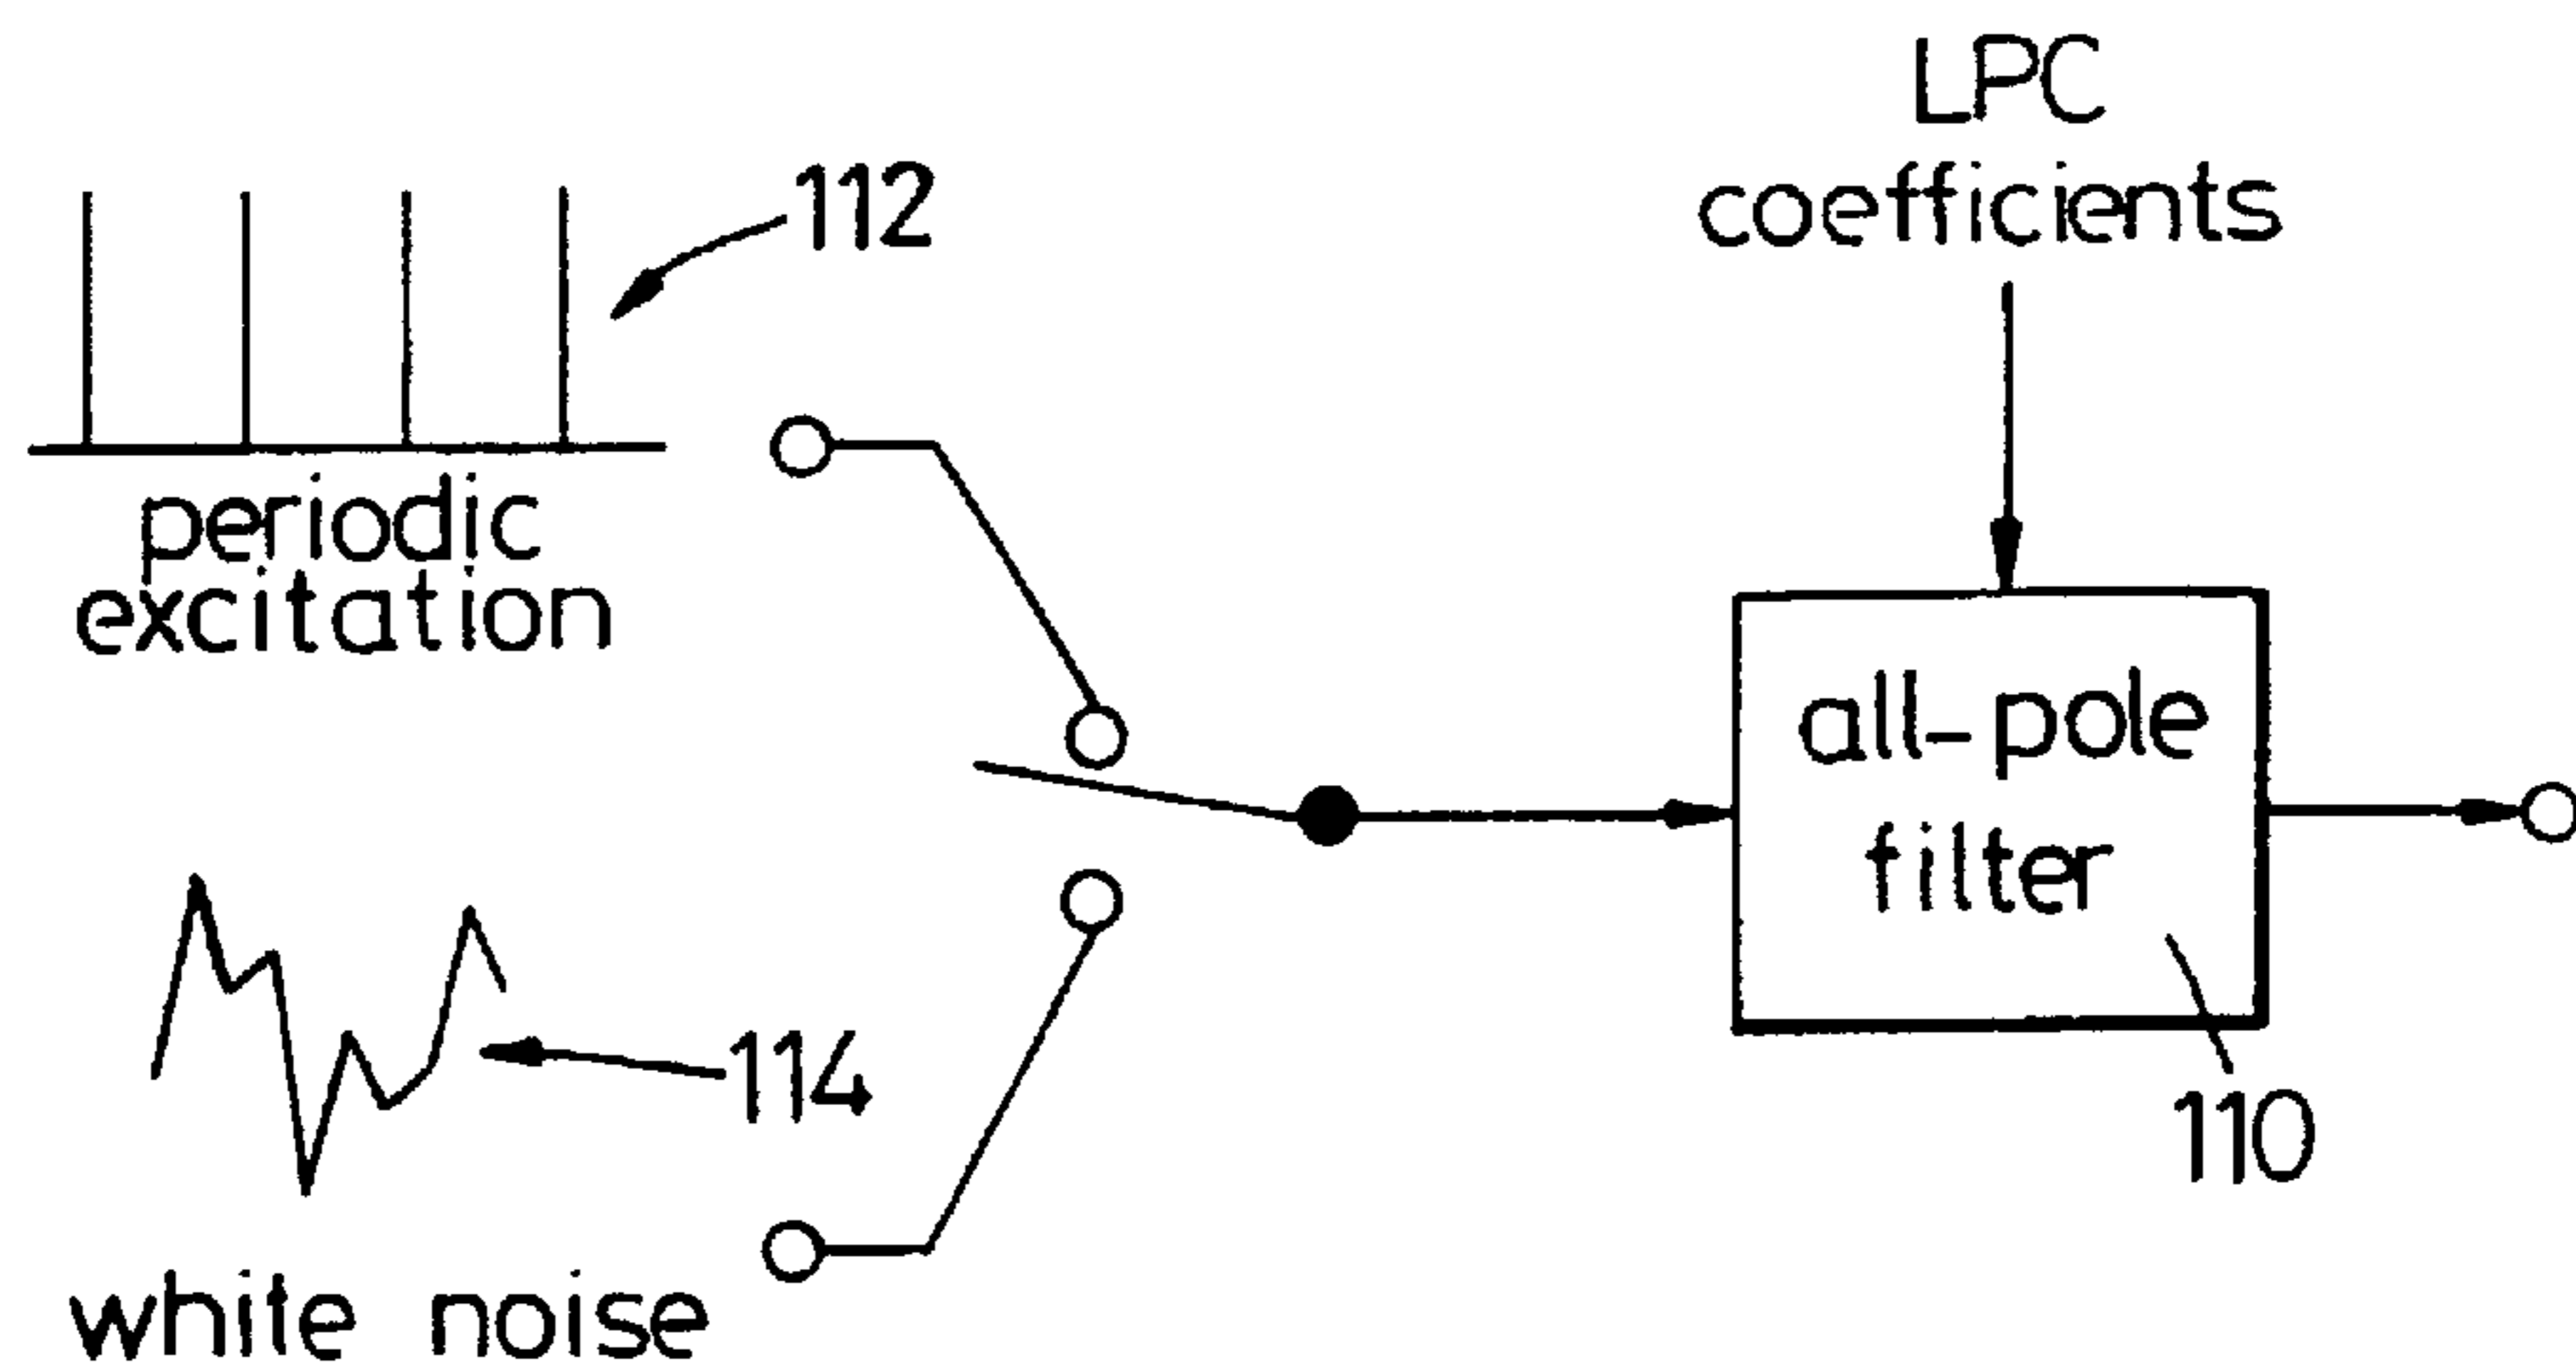 112
periodic
excitation
114
white noise
LPC
coefficients
all-pole
filter
110